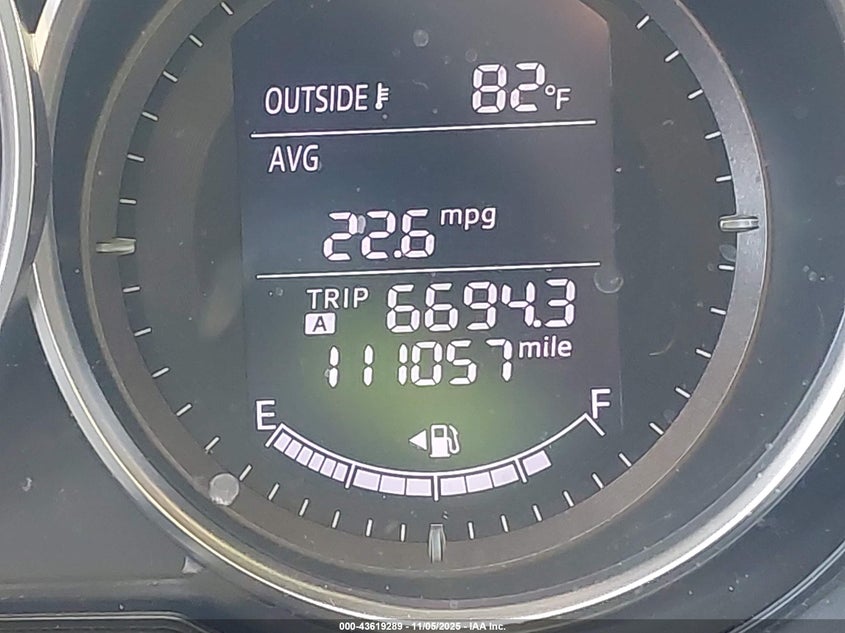 OUTSIDE 82°F
AVG
22.6 mpg
TRIP A 6694.3
111057 mile
E F
000-43619289 - 11/05/2025 - IAA Inc.